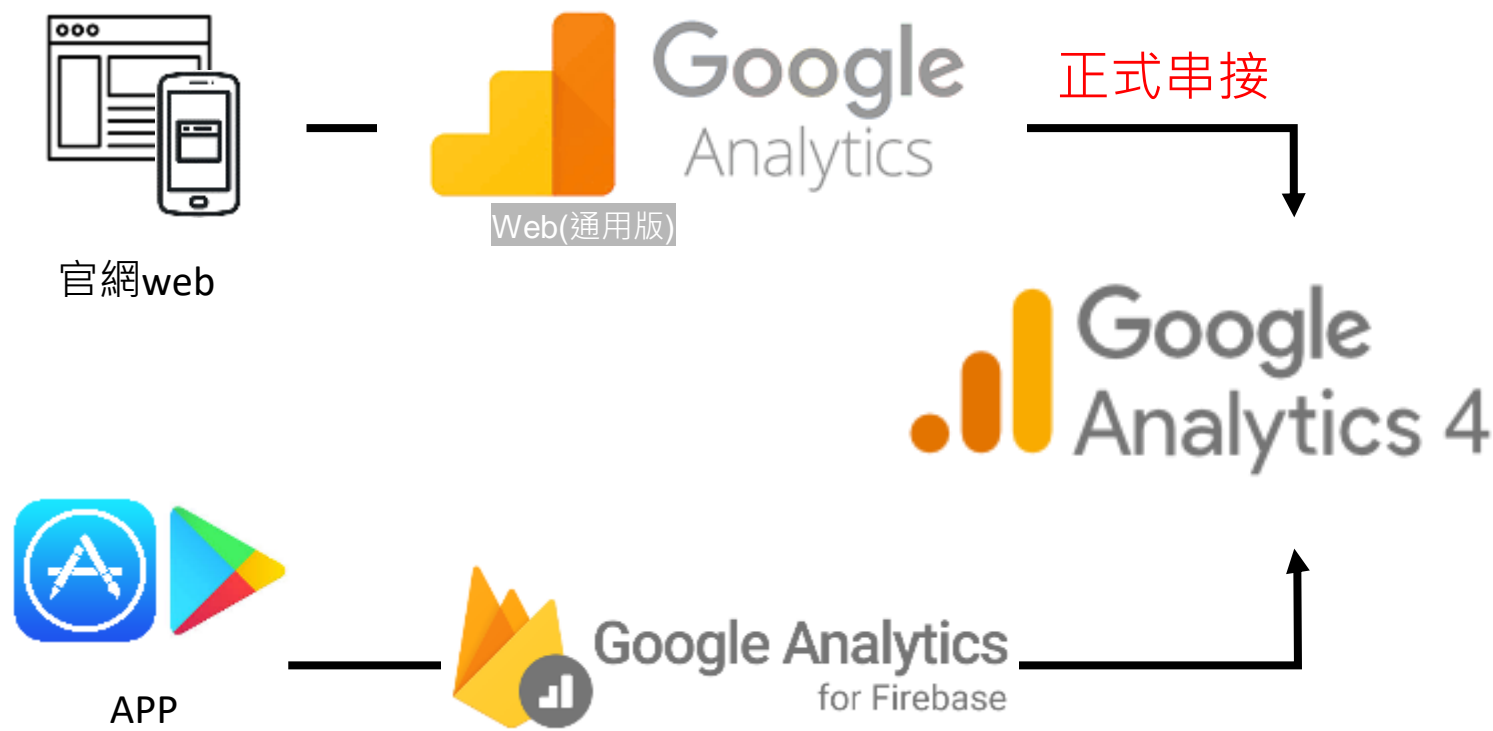 Google
Analytics
正式串接
Web(通用版)
官網web
Google
Analytics 4
Google Analytics
for Firebase
APP